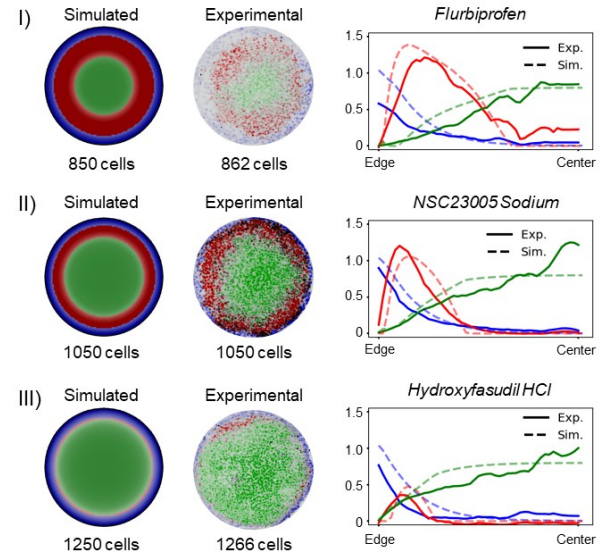 I)
Simulated
Experimental
Flurbiprofen
850 cells
862 cells
1.5
1.0
0.5
0.0
Exp.
Sim.
Edge
Center
II)
Simulated
Experimental
NSC23005 Sodium
1050 cells
1050 cells
1.5
1.0
0.5
0.0
Exp.
Sim.
Edge
Center
III)
Simulated
Experimental
Hydroxyfasudil HCl
1250 cells
1266 cells
1.5
1.0
0.5
0.0
Exp.
Sim.
Edge
Center